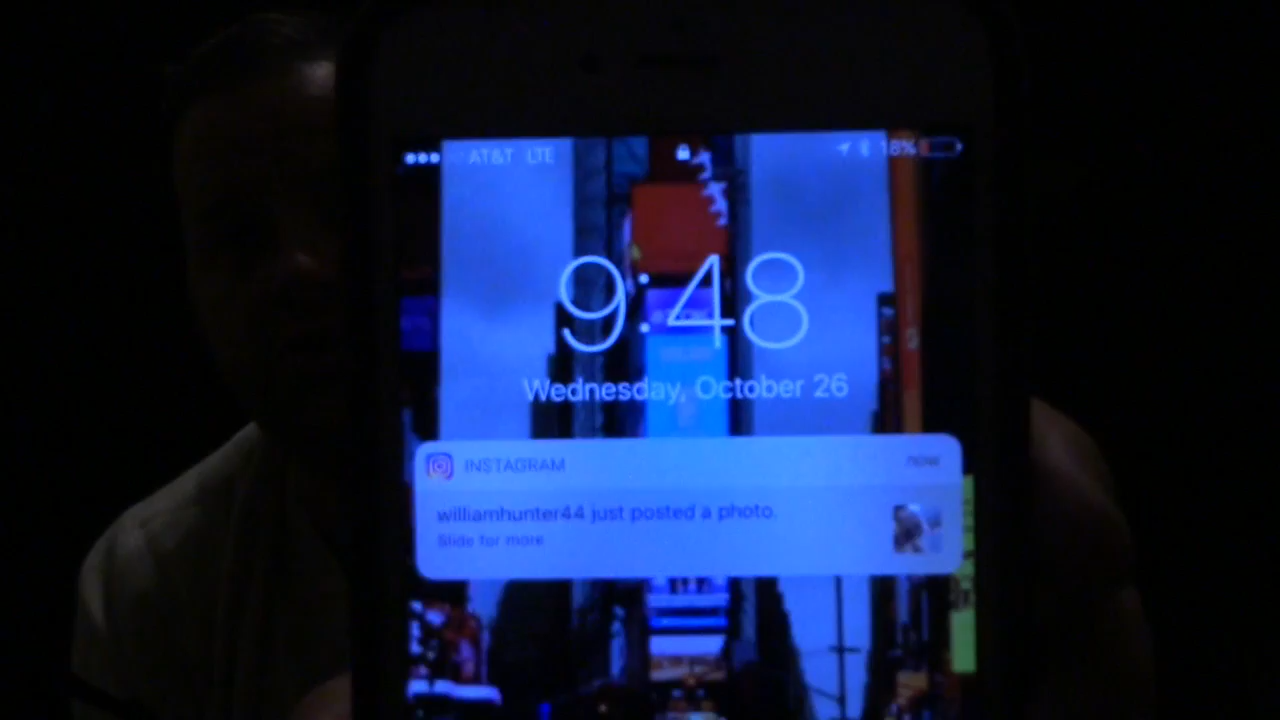 AT&T LTE 18%
9:48
Wednesday, October 26
INSTAGRAM now
williamhunter44 just posted a photo.
Slide for more